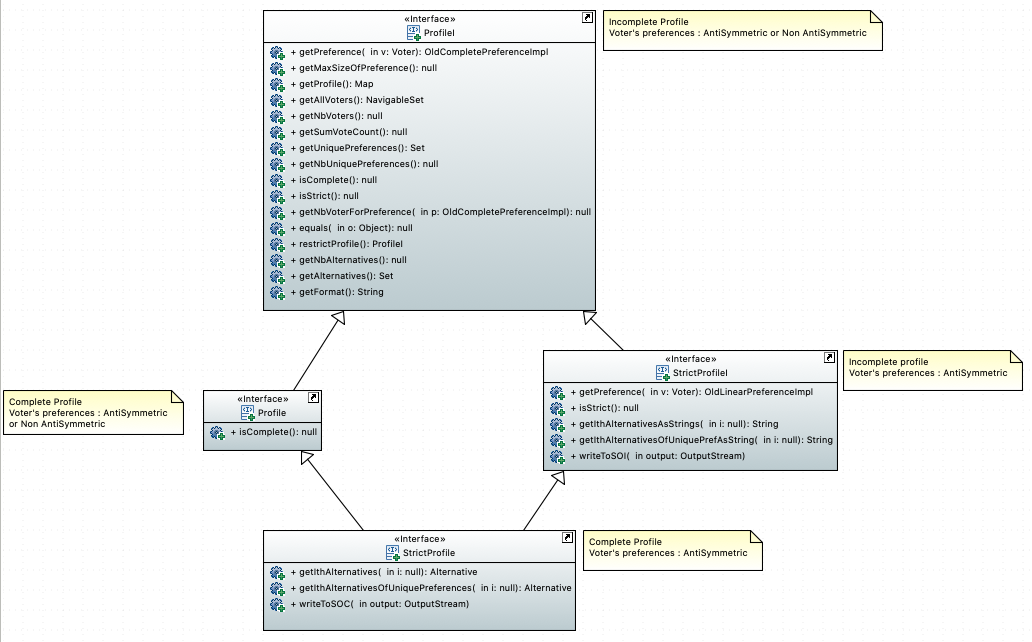 «Interface»
ProfileI
+ getPreference( in v: Voter): OldCompletePreferenceImpl
+ getMaxSizeOfPreference(): null
+ getProfile(): Map
+ getAllVoters(): NavigableSet
+ getNbVoters(): null
+ getSumVoteCount(): null
+ getUniquePreferences(): Set
+ getNbUniquePreferences(): null
+ isComplete(): null
+ isStrict(): null
+ getNbVoterForPreference( in p: OldCompletePreferenceImpl): null
+ equals( in o: Object): null
+ restrictProfile(): ProfileI
+ getNbAlternatives(): null
+ getAlternatives(): Set
+ getFormat(): String
Incomplete Profile
Voter's preferences : AntiSymmetric or Non AntiSymmetric
Complete Profile
Voter's preferences : AntiSymmetric
or Non AntiSymmetric
«Interface»
Profile
+ isComplete(): null
«Interface»
StrictProfileI
+ getPreference( in v: Voter): OldLinearPreferenceImpl
+ isStrict(): null
+ getIthAlternativesAsStrings( in i: null): String
+ getIthAlternativesOfUniquePrefAsString( in i: null): String
+ writeToSOI( in output: OutputStream)
Incomplete profile
Voter's preferences : AntiSymmetric
«Interface»
StrictProfile
+ getIthAlternatives( in i: null): Alternative
+ getIthAlternativesOfUniquePreferences( in i: null): Alternative
+ writeToSOC( in output: OutputStream)
Complete Profile
Voter's preferences : AntiSymmetric